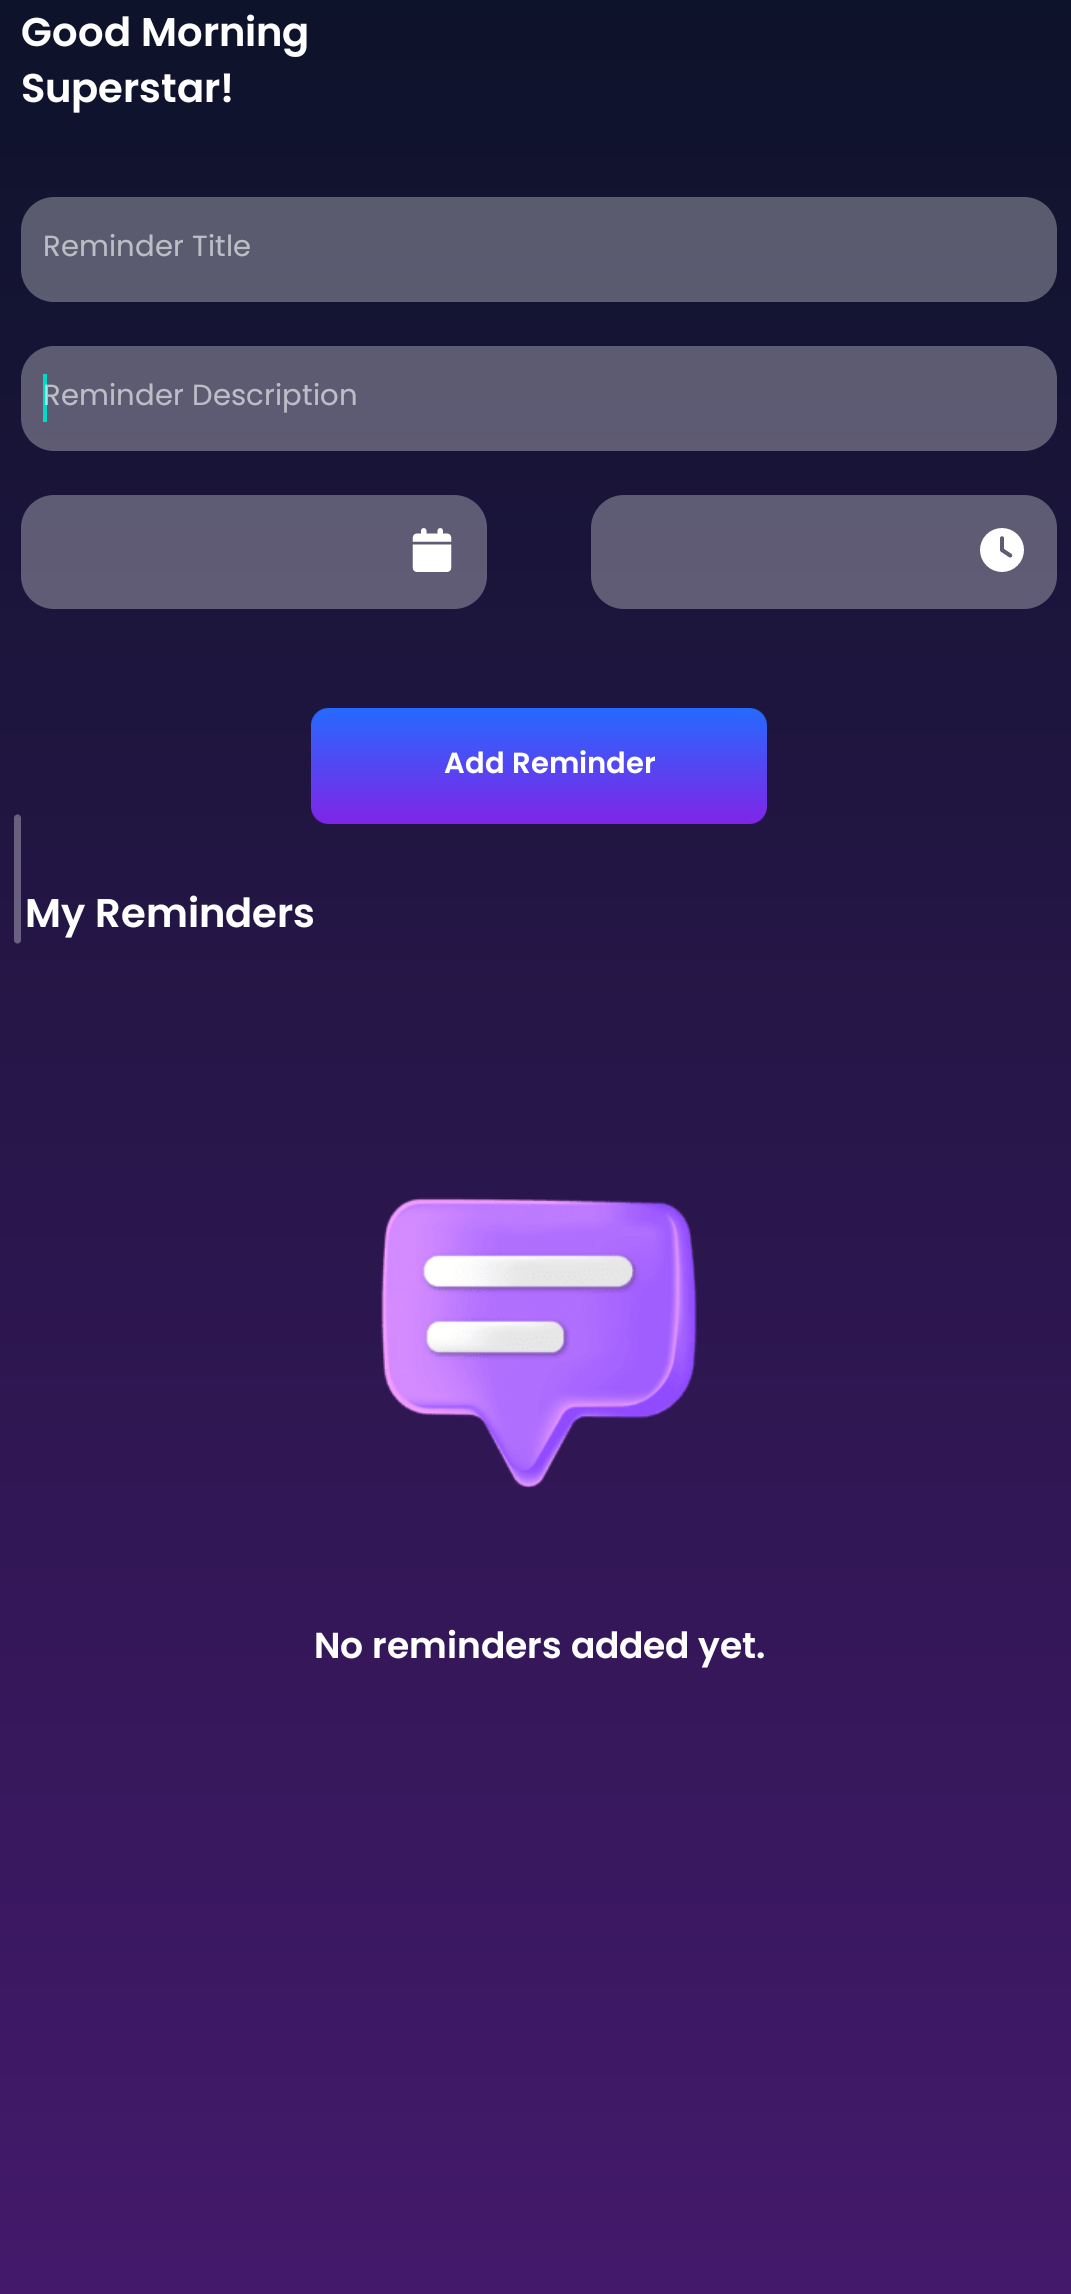 Good Morning
Superstar!
Reminder Title
Reminder Description
Add Reminder
My Reminders
No reminders added yet.